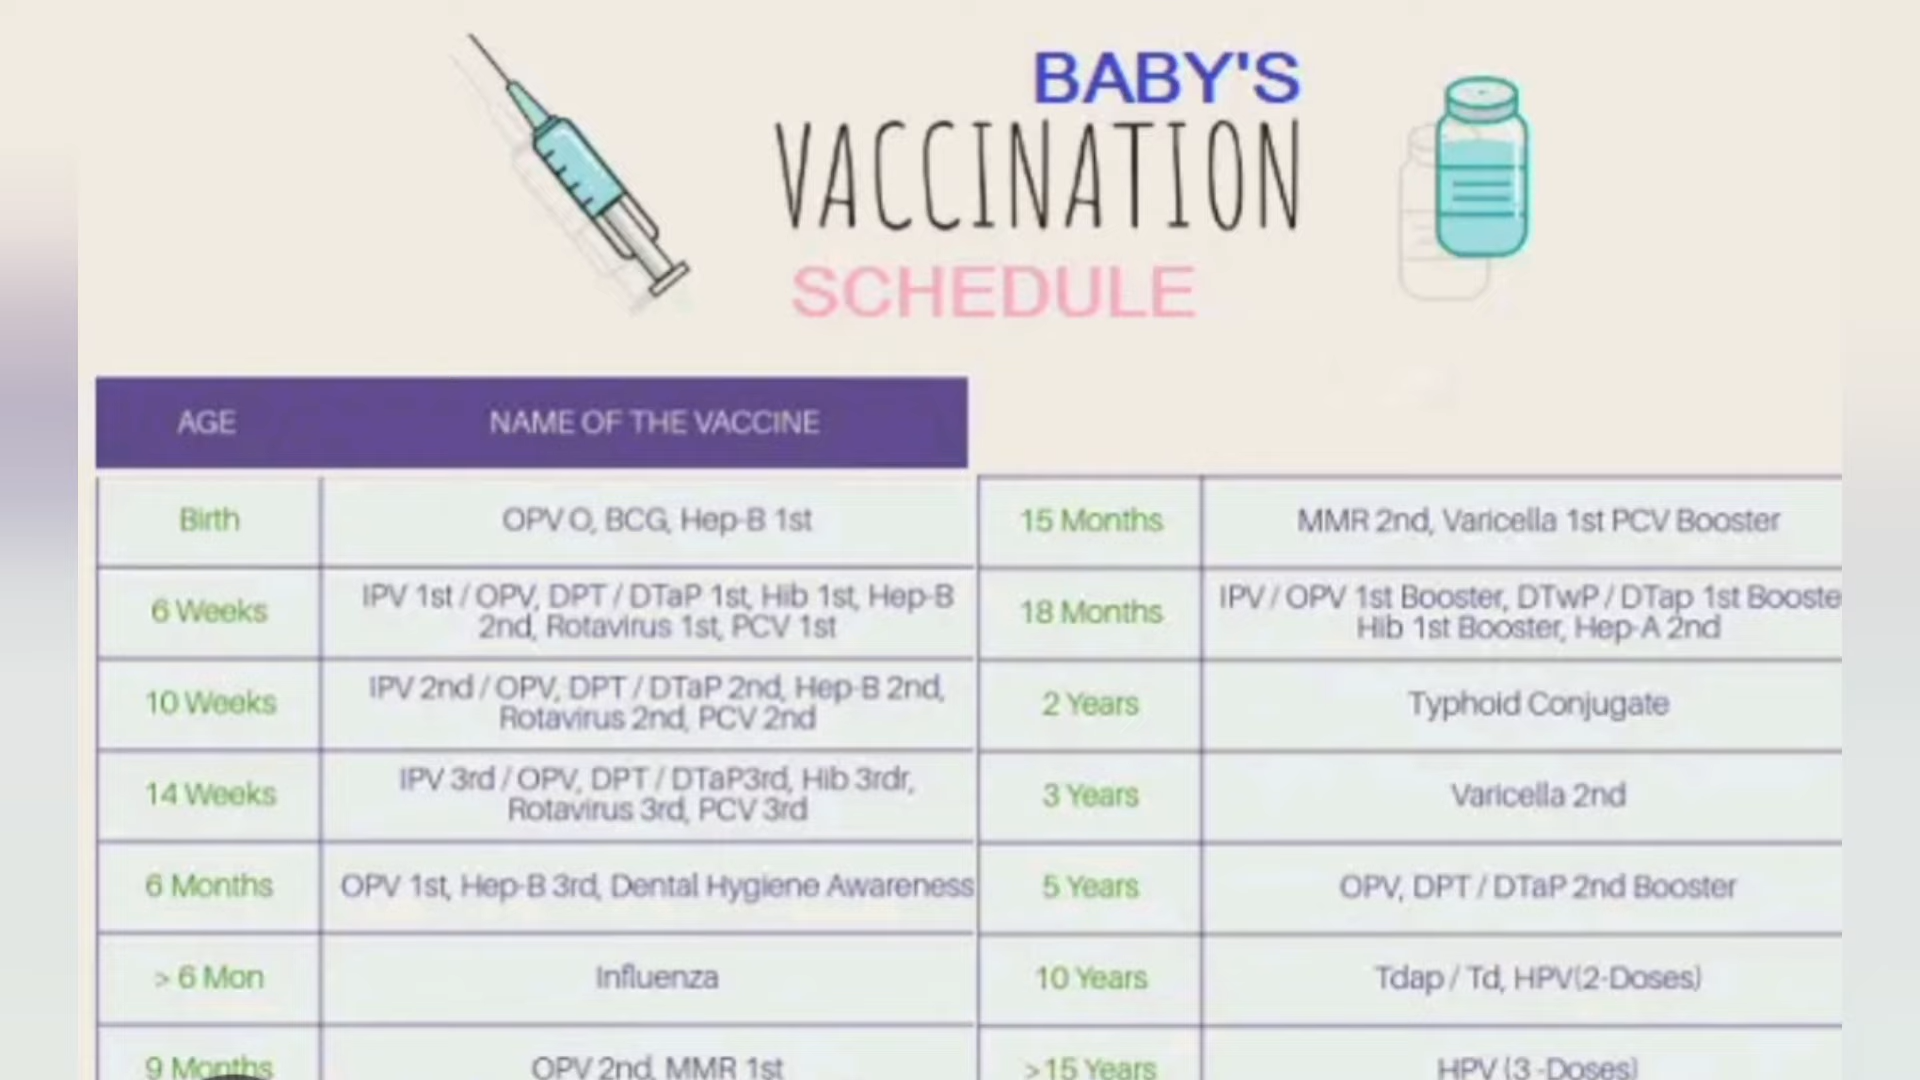 BABY'S
VACCINATION
SCHEDULE
AGE
NAME OF THE VACCINE
Birth
OPV O, BCG, Hep-B 1st
6 Weeks
IPV 1st / OPV, DPT / DTaP 1st, Hib 1st, Hep-B
2nd, Rotavirus 1st, PCV 1st
10 Weeks
IPV 2nd / OPV, DPT / DTaP 2nd, Hep-B 2nd,
Rotavirus 2nd, PCV 2nd
14 Weeks
IPV 3rd / OPV, DPT / DTaP3rd, Hib 3rdr,
Rotavirus 3rd, PCV 3rd
6 Months
OPV 1st, Hep-B 3rd, Dental Hygiene Awareness
> 6 Mon
Influenza
9 Months
OPV 2nd, MMR 1st
15 Months
MMR 2nd, Varicella 1st PCV Booster
18 Months
IPV / OPV 1st Booster, DTwP / DTap 1st Booste
Hib 1st Booster, Hep-A 2nd
2 Years
Typhoid Conjugate
3 Years
Varicella 2nd
5 Years
OPV, DPT / DTaP 2nd Booster
10 Years
Tdap / Td, HPV(2-Doses)
>15 Years
HPV (3 -Doses)